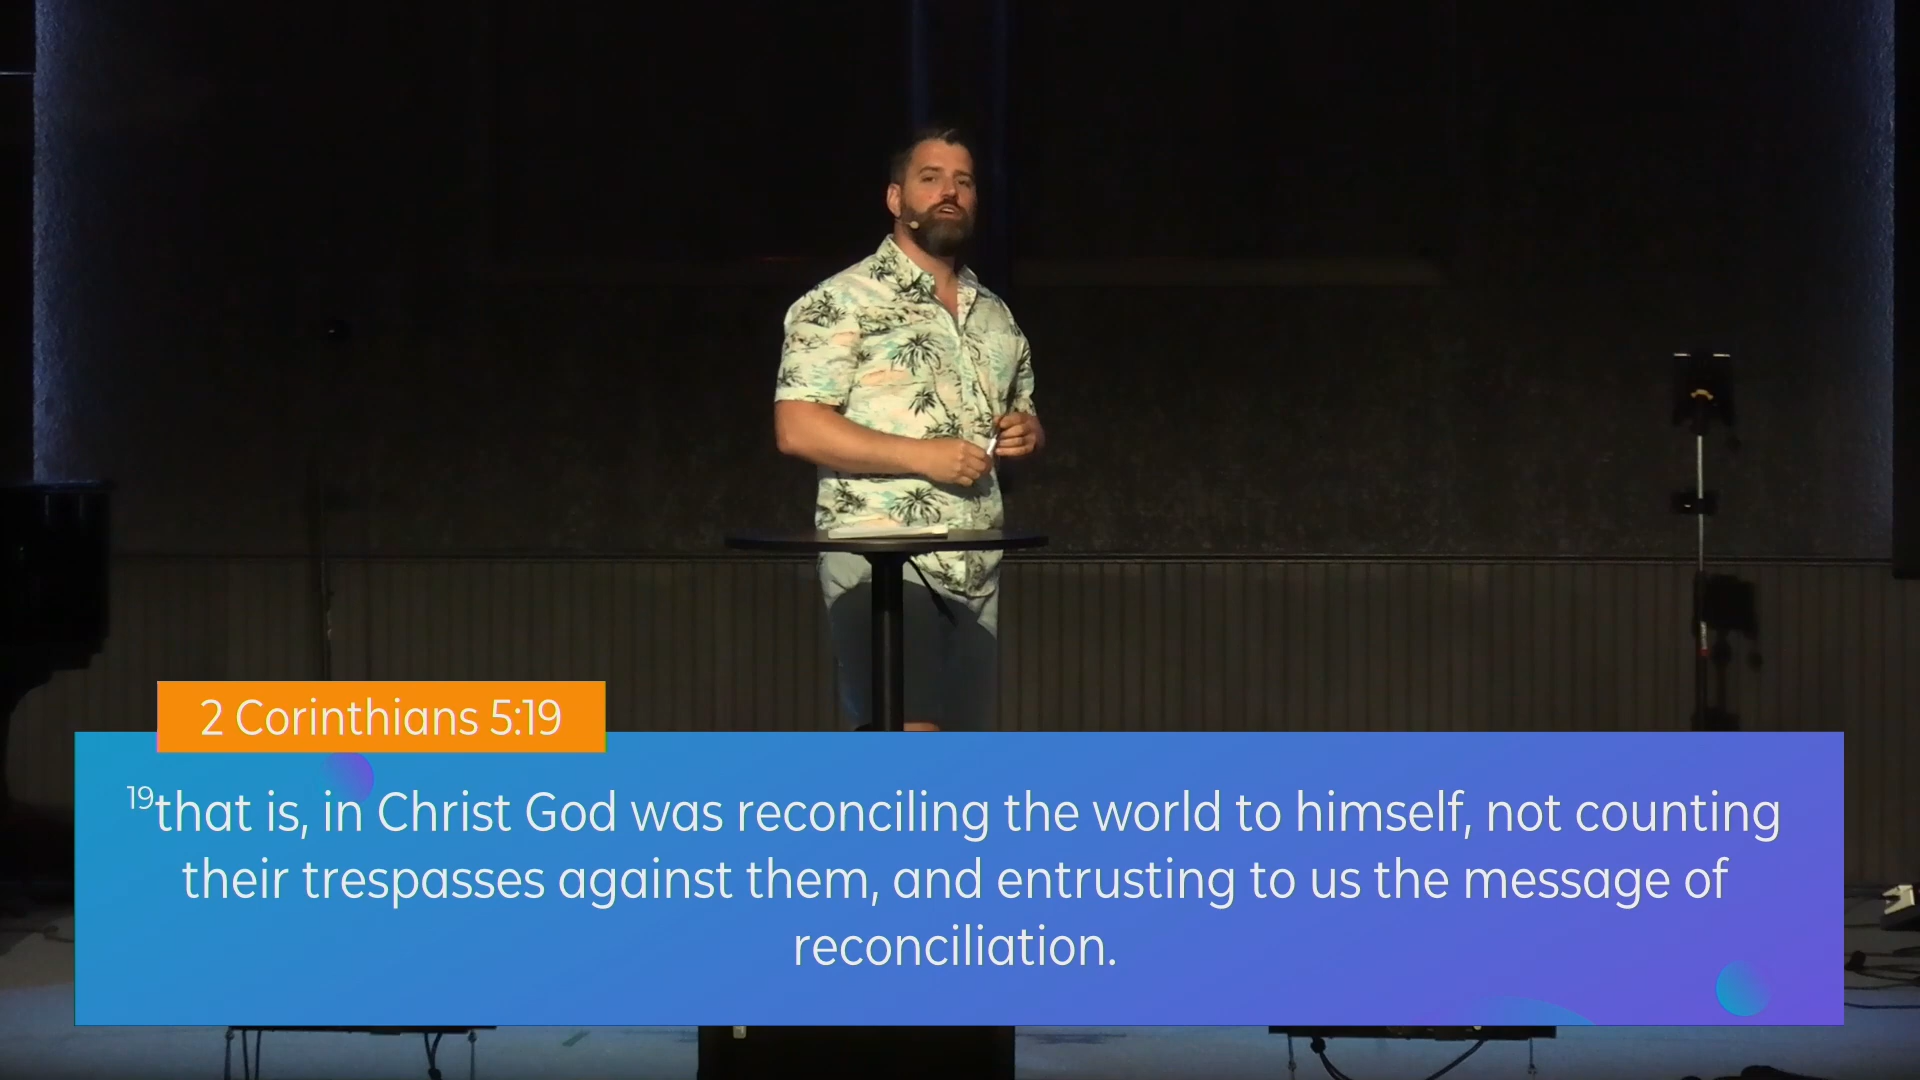 2 Corinthians 5:19
19that is, in Christ God was reconciling the world to himself, not counting
their trespasses against them, and entrusting to us the message of
reconciliation.